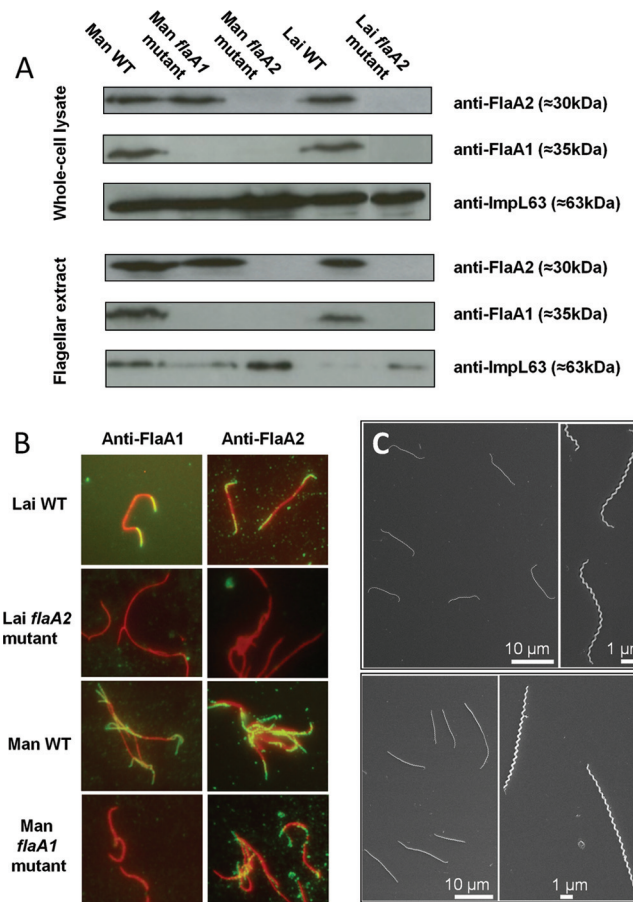 A
Man WT
Man flaA1
mutant
Man flaA2
mutant
Lai WT
Lai flaA2
mutant
Whole-cell lysate
anti-FlaA2 (≈30kDa)
anti-FlaA1 (≈35kDa)
anti-ImpL63 (≈63kDa)
Flagellar extract
anti-FlaA2 (≈30kDa)
anti-FlaA1 (≈35kDa)
anti-ImpL63 (≈63kDa)
B
Anti-FlaA1
Anti-FlaA2
Lai WT
Lai flaA2
mutant
Man WT
Man
flaA1
mutant
C
10 µm
1 µm
10 µm
1 µm